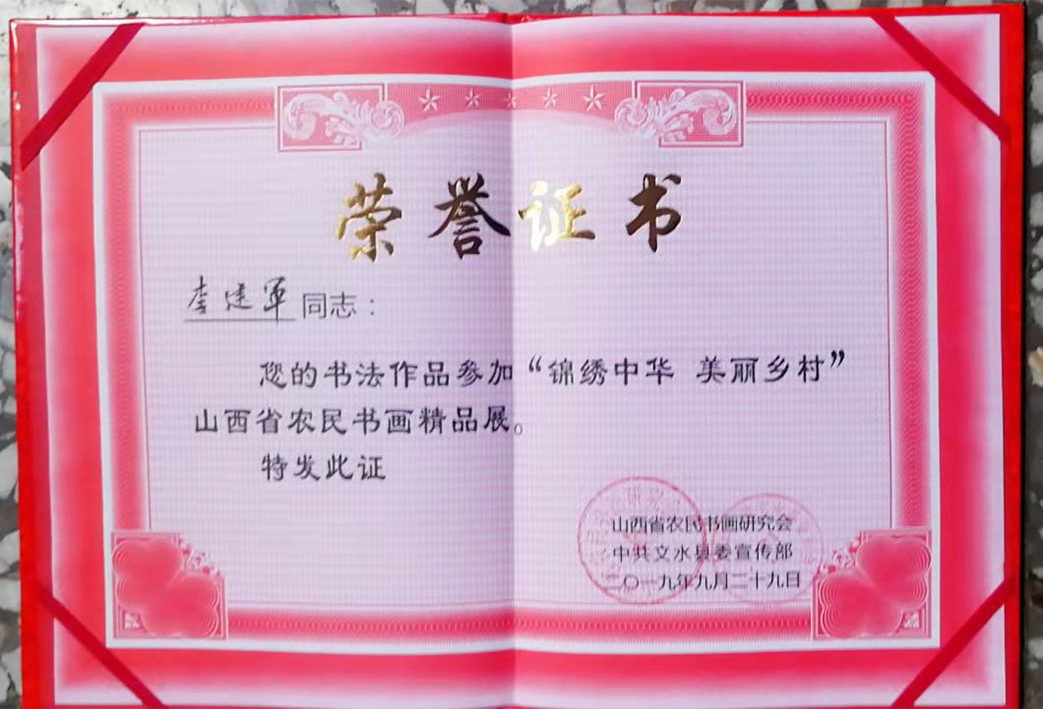 荣誉证书
李建军同志：
您的书法作品参加“锦绣中华 美丽乡村”
山西省农民书画精品展。
特发此证
山西省农民书画研究会
中共文水县委宣传部
二〇一九年九月二十九日